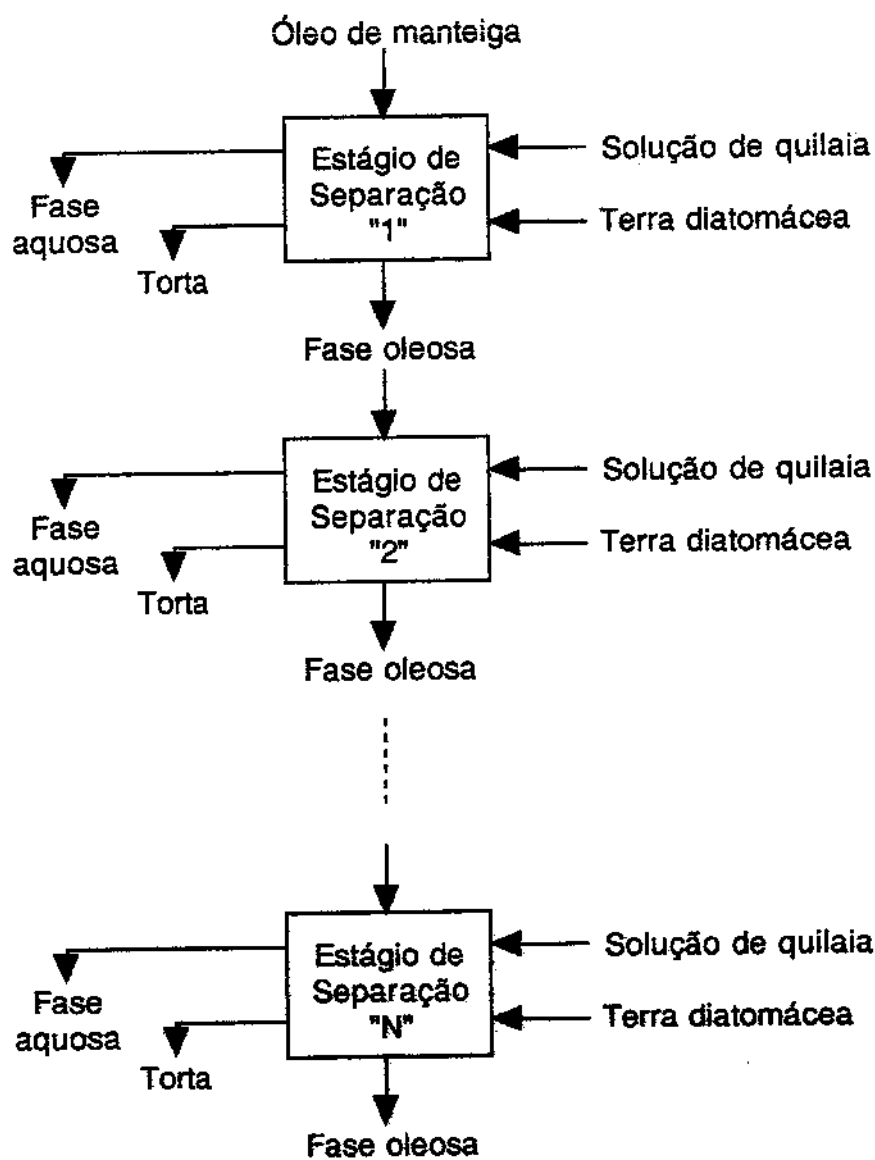 Óleo de manteiga
Estágio de
Separação
"1"
Solução de quilaia
Terra diatomácea
Fase
aquosa
Torta
Fase oleosa
Estágio de
Separação
"2"
Solução de quilaia
Terra diatomácea
Fase
aquosa
Torta
Fase oleosa
Estágio de
Separação
"N"
Solução de quilaia
Terra diatomácea
Fase
aquosa
Torta
Fase oleosa